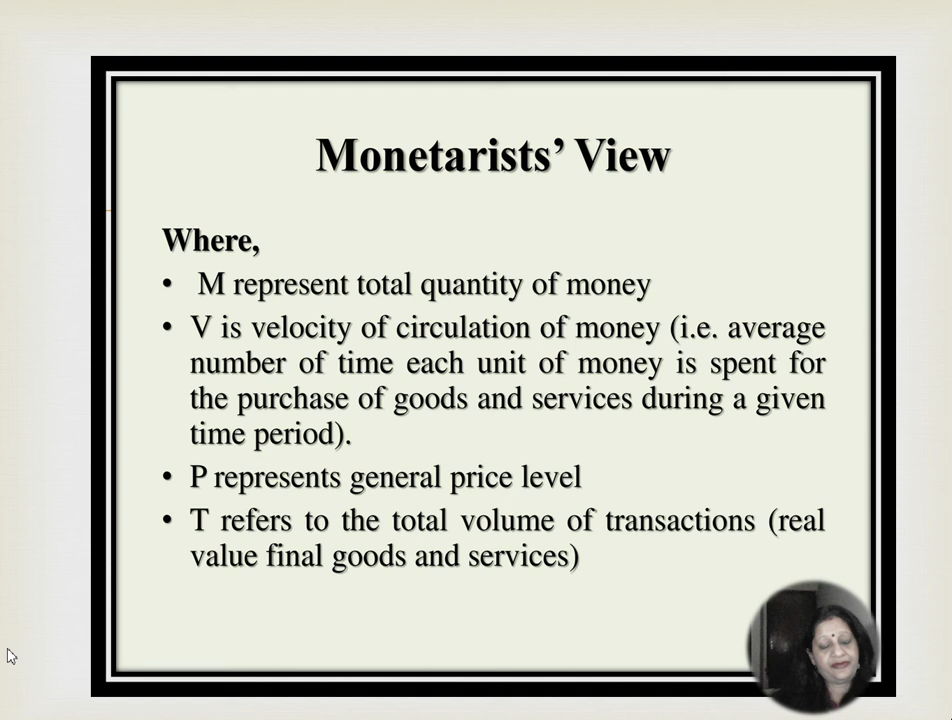 Monetarists' View
Where,
• M represent total quantity of money
• V is velocity of circulation of money (i.e. average
number of time each unit of money is spent for
the purchase of goods and services during a given
time period).
• P represents general price level
• T refers to the total volume of transactions (real
value final goods and services)